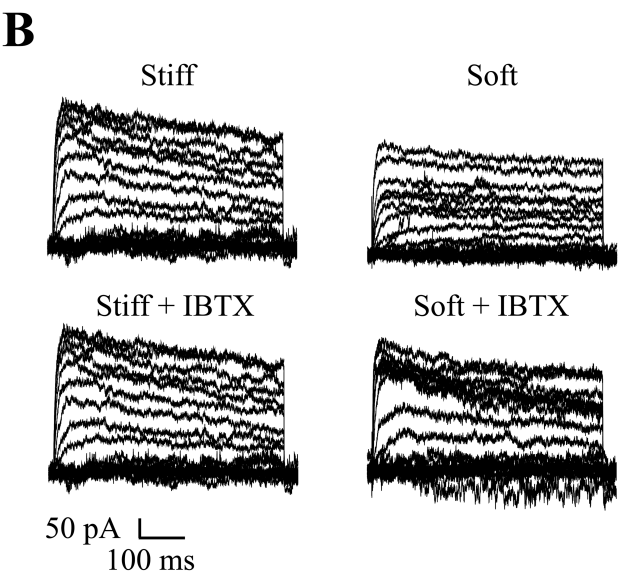 B
Stiff Soft
Stiff + IBTX Soft + IBTX
50 pA
100 ms